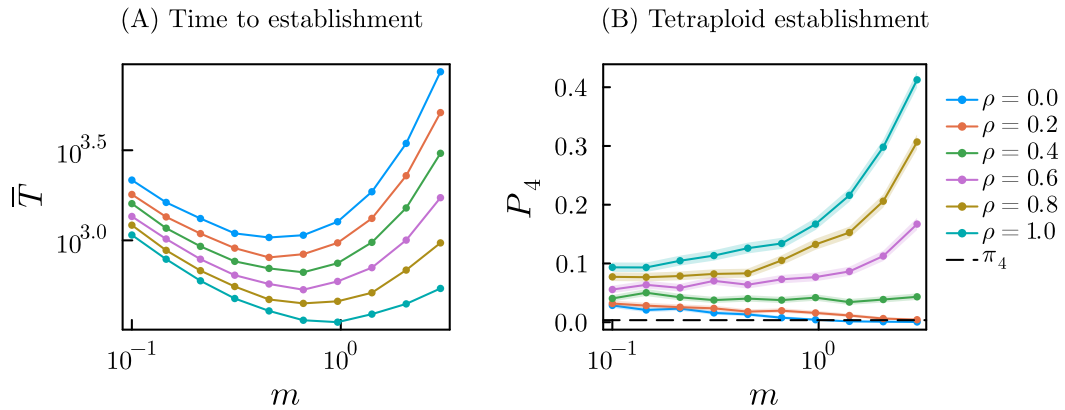 (A) Time to establishment
(B) Tetraploid establishment
T̅
10^3.5
10^3.0
10^−1
10^0
m
P_4
0.4
0.3
0.2
0.1
0.0
10^−1
10^0
m
ρ = 0.0
ρ = 0.2
ρ = 0.4
ρ = 0.6
ρ = 0.8
ρ = 1.0
π̅_4